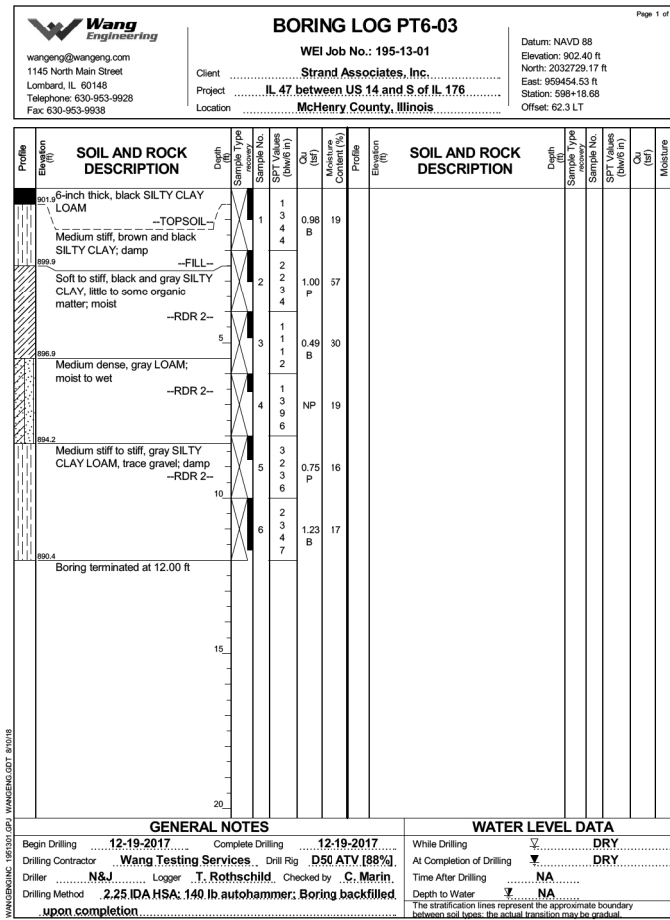 Page 1 of
Wang
Engineering
wangeng@wangeng.com
1145 North Main Street
Lombard, IL 60148
Telephone: 630-953-9928
Fax: 630-953-9938
BORING LOG PT6-03
WEI Job No.: 195-13-01
Client Strand Associates, Inc.
Project IL 47 between US 14 and S of IL 176
Location McHenry County, Illinois
Datum: NAVD 88
Elevation: 902.40 ft
North: 2032729.17 ft
East: 959454.53 ft
Station: 598+18.68
Offset: 62.3 LT
Profile
Elevation (ft)
SOIL AND ROCK
DESCRIPTION
Depth (ft)
Sample Type
recovery
Sample No.
SPT Values (blw/6 in)
Qu (tsf)
Moisture Content (%)
Profile
Elevation (ft)
SOIL AND ROCK
DESCRIPTION
Depth (ft)
Sample Type
recovery
Sample No.
SPT Values (blw/6 in)
Qu (tsf)
Moisture
901.9 6-inch thick, black SILTY CLAY
LOAM
--TOPSOIL--
Medium stiff, brown and black
SILTY CLAY; damp
--FILL--
1
1
3
4
4
0.98
B
19
899.9
Soft to stiff, black and gray SILTY
CLAY, little to some organic
matter; moist
--RDR 2--
2
2
2
3
4
1.00
P
57
5
3
1
1
1
2
0.49
B
30
896.9
Medium dense, gray LOAM;
moist to wet
--RDR 2--
4
1
3
9
6
NP
19
894.2
Medium stiff to stiff, gray SILTY
CLAY LOAM, trace gravel; damp
--RDR 2--
5
3
2
3
6
0.75
P
16
10
6
2
3
4
7
1.23
B
17
890.4
Boring terminated at 12.00 ft
15
20
WANGENGINC 1951301.GPJ WANGENG.GDT 8/10/18
GENERAL NOTES
Begin Drilling 12-19-2017 Complete Drilling 12-19-2017
Drilling Contractor Wang Testing Services Drill Rig D50 ATV [88%]
Driller N&J Logger T. Rothschild Checked by C. Marin
Drilling Method 2.25 IDA HSA; 140 lb autohammer; Boring backfilled
upon completion
WATER LEVEL DATA
While Drilling DRY
At Completion of Drilling DRY
Time After Drilling NA
Depth to Water NA
The stratification lines represent the approximate boundary
between soil types; the actual transition may be gradual.